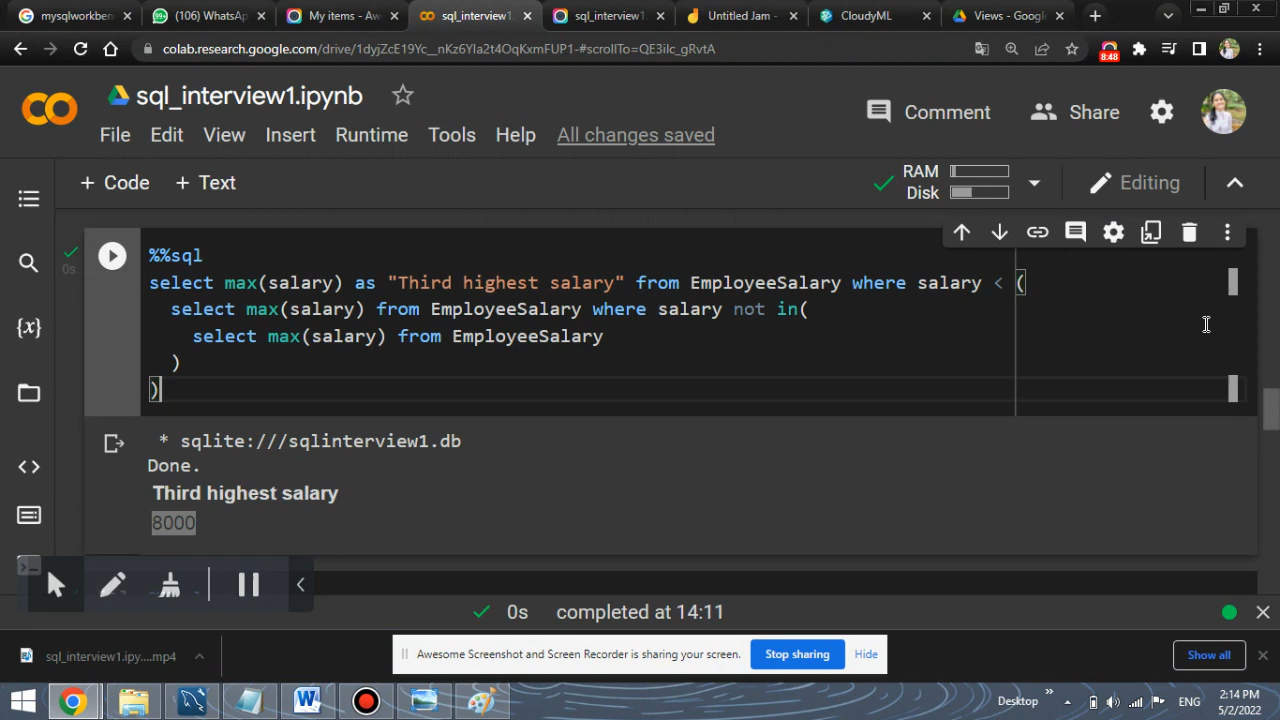 mysqlworkben
(106) WhatsApp
My items - Aw
sql_interview1.
sql_interview1.
Untitled Jam -
CloudyML
Views - Google
colab.research.google.com/drive/1dyjZcE19Yc_nKz6Yla2t4OqKxmFUP1-#scrollTo=QE3ilc_gRvtA
8:48
sql_interview1.ipynb
File Edit View Insert Runtime Tools Help All changes saved
Comment
Share
+ Code + Text
RAM
Disk
Editing
0s
%%sql
select max(salary) as "Third highest salary" from EmployeeSalary where salary < (
select max(salary) from EmployeeSalary where salary not in(
select max(salary) from EmployeeSalary
)
)
* sqlite:///sqlinterview1.db
Done.
Third highest salary
8000
0s completed at 14:11
sql_interview1.ipy....mp4
Awesome Screenshot and Screen Recorder is sharing your screen.
Stop sharing
Hide
Show all
Desktop
ENG
2:14 PM
5/2/2022